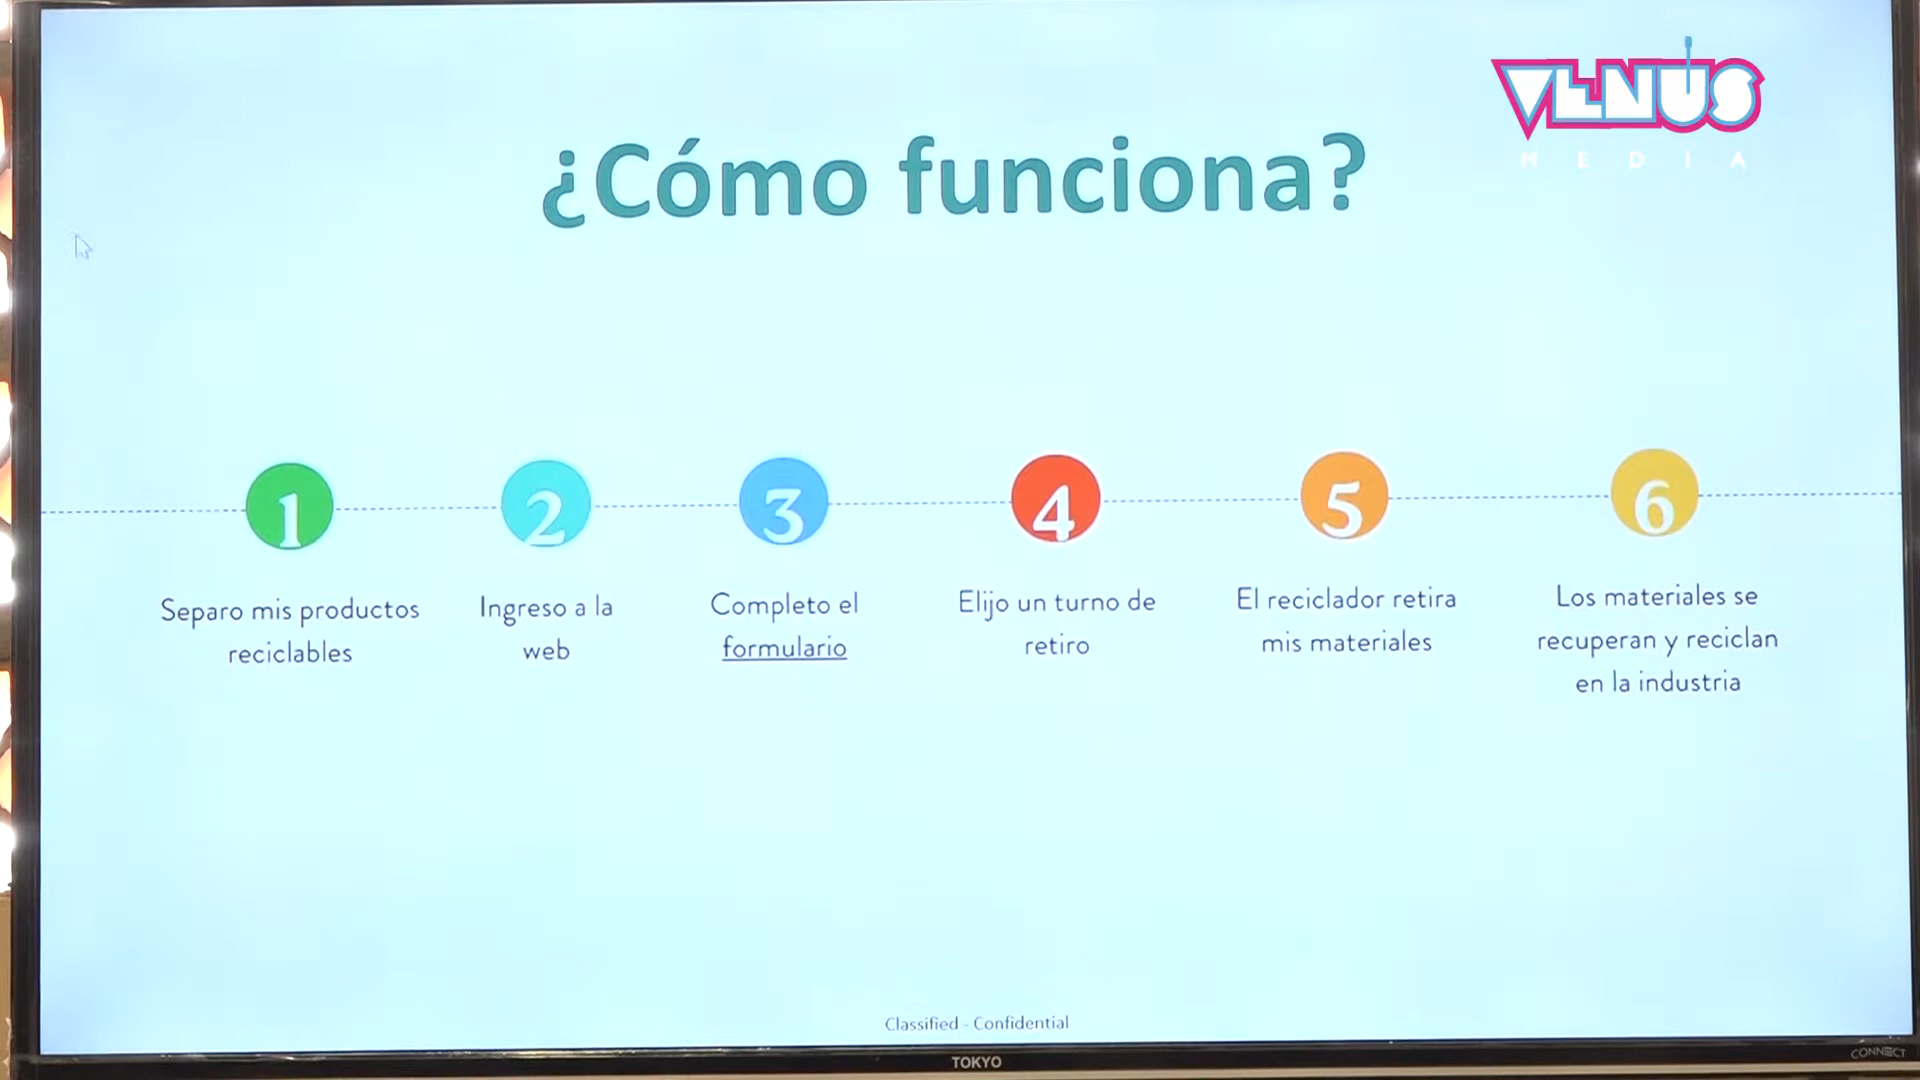 VENUS
MEDIA
¿Cómo funciona?
1
2
3
4
5
6
Separo mis productos
reciclables
Ingreso a la
web
Completo el
formulario
Elijo un turno de
retiro
El reciclador retira
mis materiales
Los materiales se
recuperan y reciclan
en la industria
Classified - Confidential
TOKYO
CONNECT